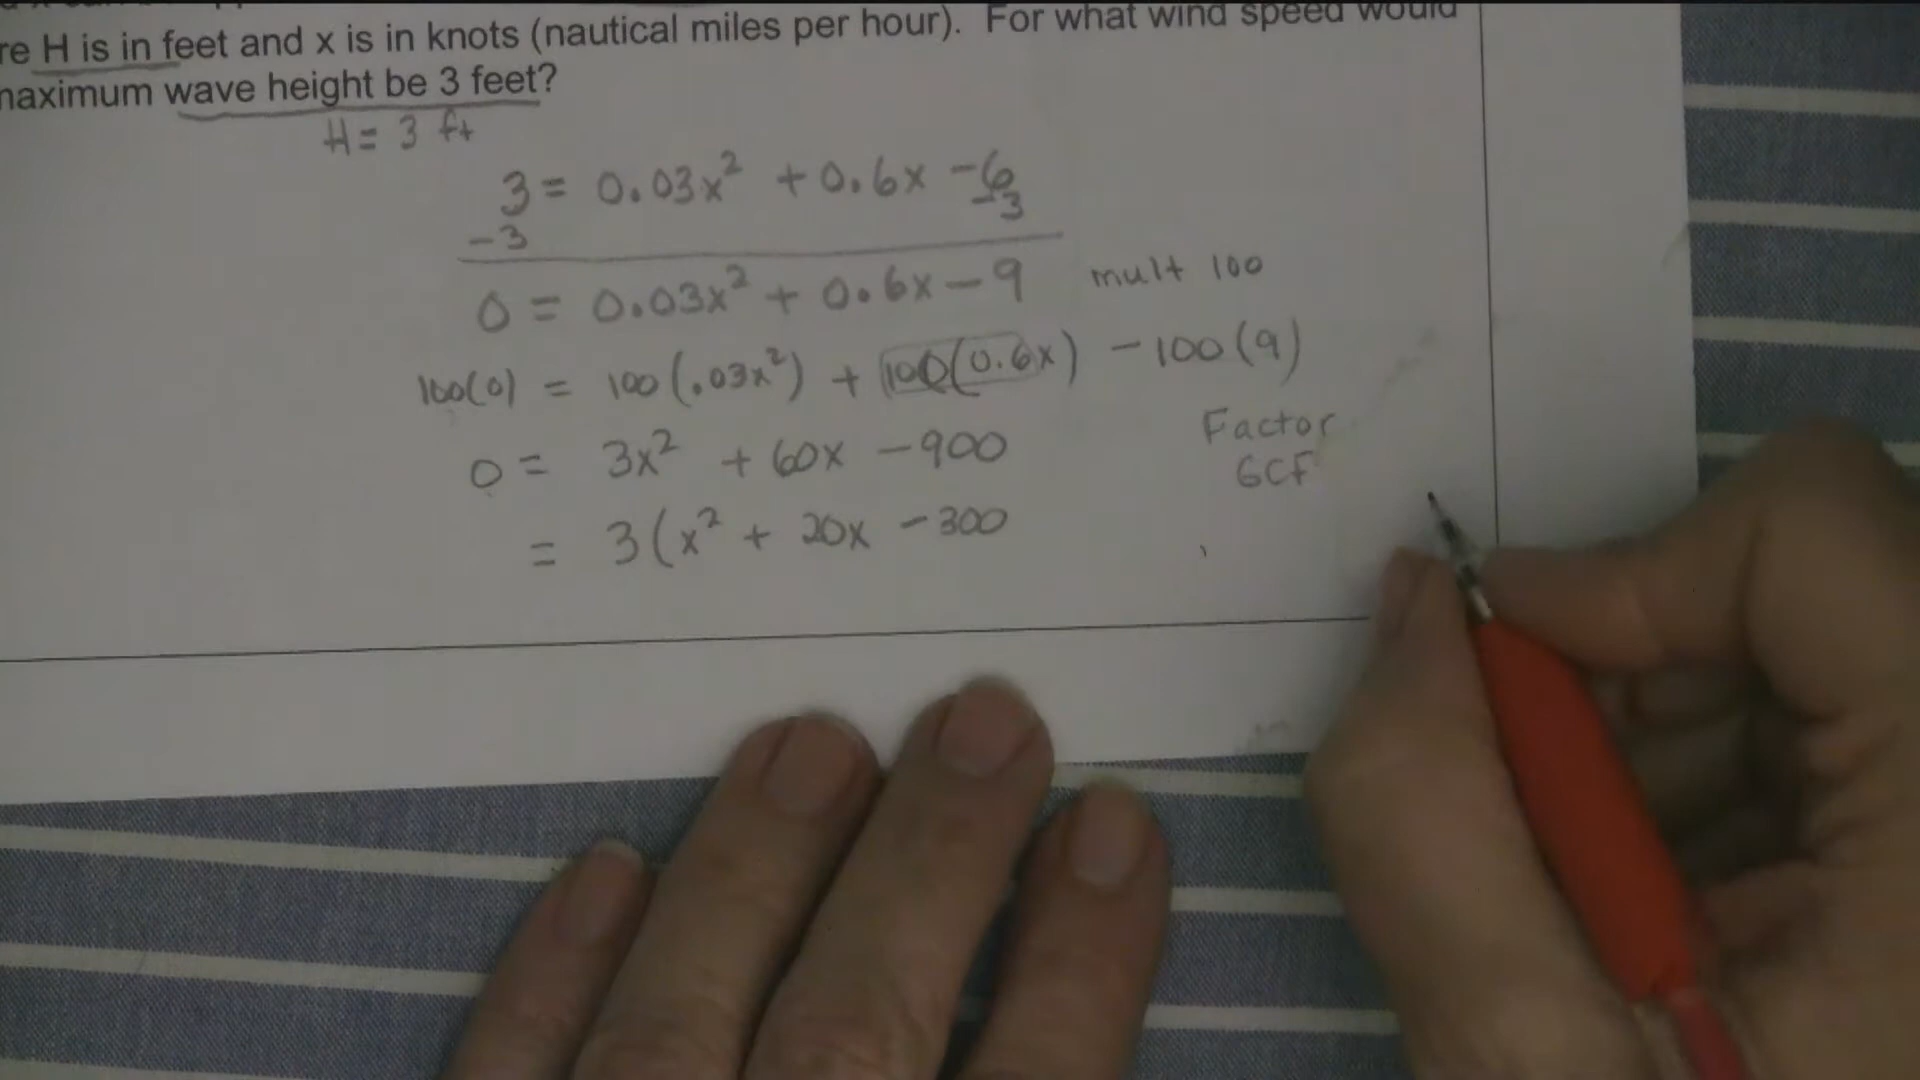 re H is in feet and x is in knots (nautical miles per hour). For what wind speed would
maximum wave height be 3 feet?
H = 3 ft
3 = 0.03x² + 0.6x - 6
-3 -3
0 = 0.03x² + 0.6x - 9 mult 100
100(0) = 100(.03x²) + 100(0.6x) - 100(9)
Factor
0 = 3x² + 60x - 900
GCF
= 3(x² + 20x - 300